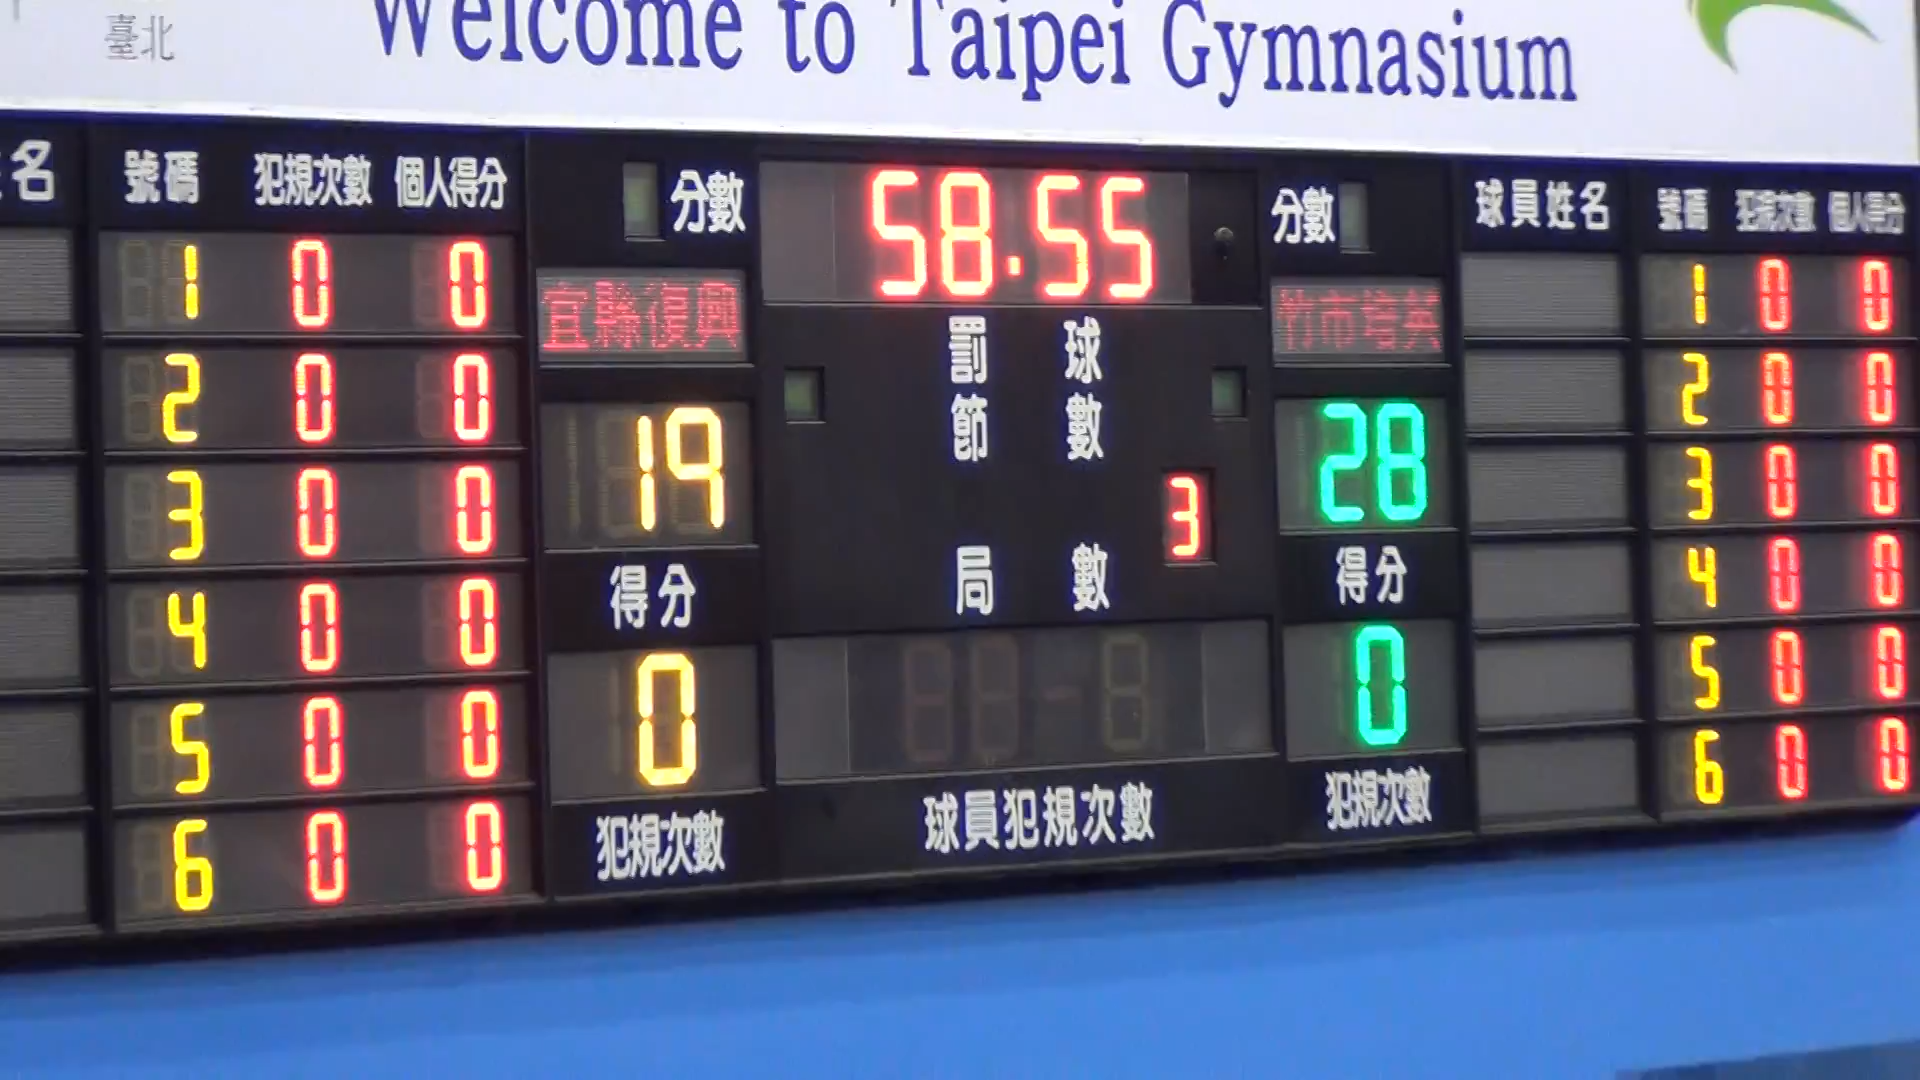 臺北
Welcome to Taipei Gymnasium
名 號碼 犯規次數 個人得分 分數 58.55 分數 球員姓名 號碼 犯規次數 個人得分
宜縣復興 竹市培英
1 0 0 1 0 0
罰 球
節 數
2 0 0 19 28 2 0 0
3 0 0 3 3 0 0
局 數
得分 得分
4 0 0 4 0 0
5 0 0 0 0 5 0 0
6 0 0 6 0 0
犯規次數 球員犯規次數 犯規次數